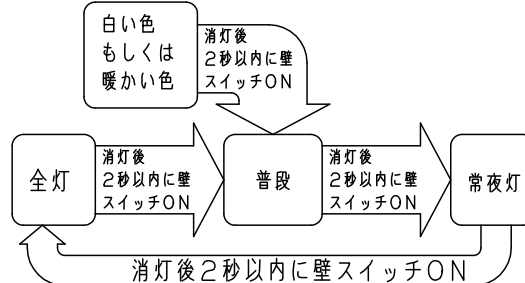 白い色
もしくは
暖かい色
消灯後
2秒以内に壁
スイッチON
全灯
消灯後
2秒以内に壁
スイッチON
普段
消灯後
2秒以内に壁
スイッチON
常夜灯
消灯後2秒以内に壁スイッチON